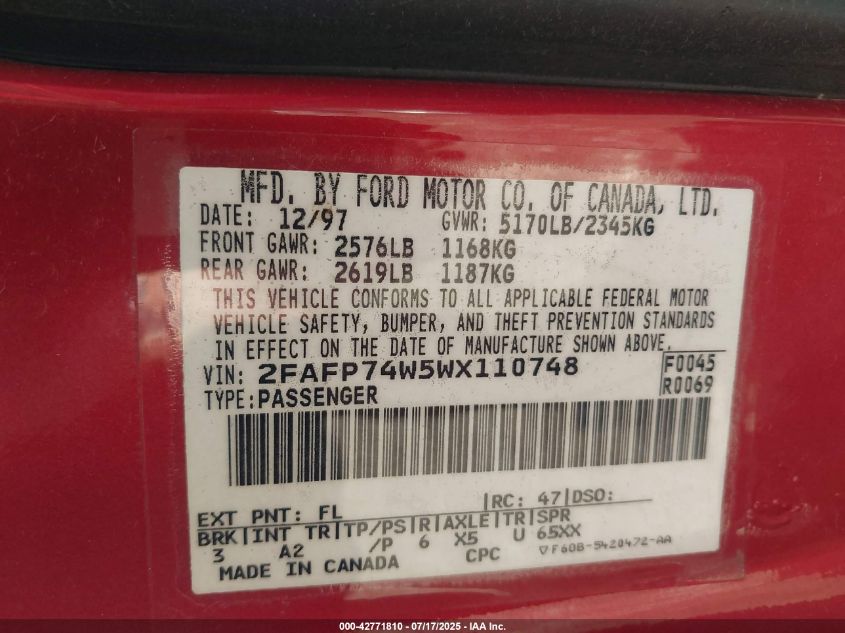 MFD. BY FORD MOTOR CO. OF CANADA, LTD.
DATE: 12/97 GVWR: 5170LB/2345KG
FRONT GAWR: 2576LB 1168KG
REAR GAWR: 2619LB 1187KG
THIS VEHICLE CONFORMS TO ALL APPLICABLE FEDERAL MOTOR
VEHICLE SAFETY, BUMPER, AND THEFT PREVENTION STANDARDS
IN EFFECT ON THE DATE OF MANUFACTURE SHOWN ABOVE.
VIN: 2FAFP74W5WX110748 F0045
TYPE: PASSENGER R0069
EXT PNT: FL |RC: 47|DSO:
BRK|INT TR|TP/PS|R|AXLE|TR|SPR
3 A2 /P 6 X5 U 65XX
MADE IN CANADA CPC ▽F60B-5420472-AA
000-42771810 - 07/17/2025 - IAA Inc.